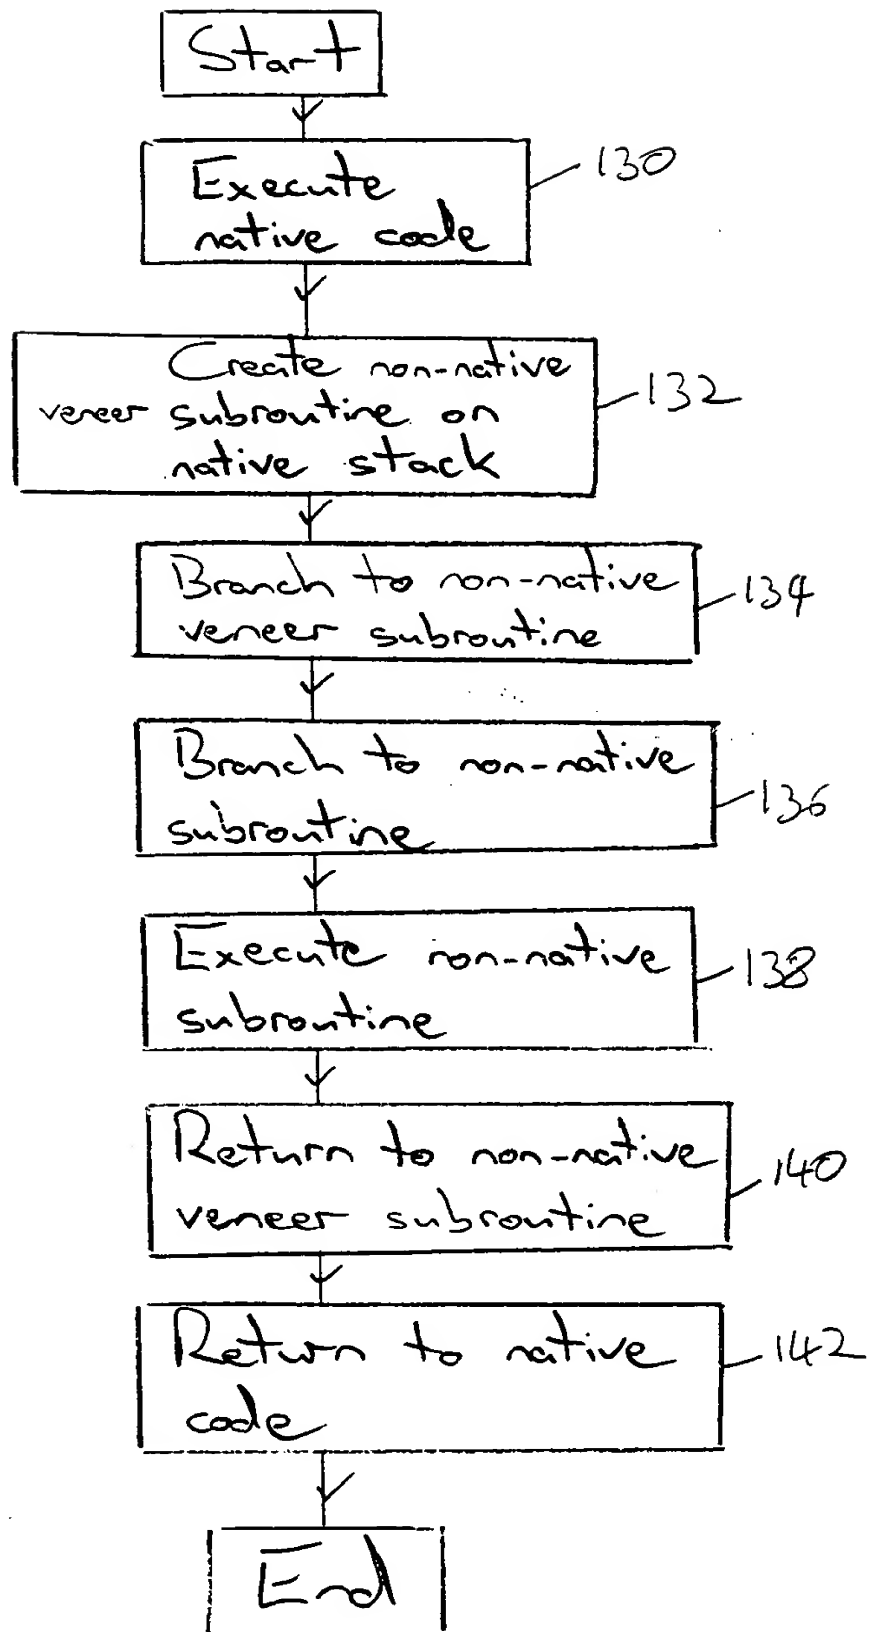 Start
Execute
native code
130
Create non-native
veneer subroutine on
native stack
132
Branch to non-native
veneer subroutine
134
Branch to non-native
subroutine
136
Execute non-native
subroutine
138
Return to non-native
veneer subroutine
140
Return to native
code
142
End